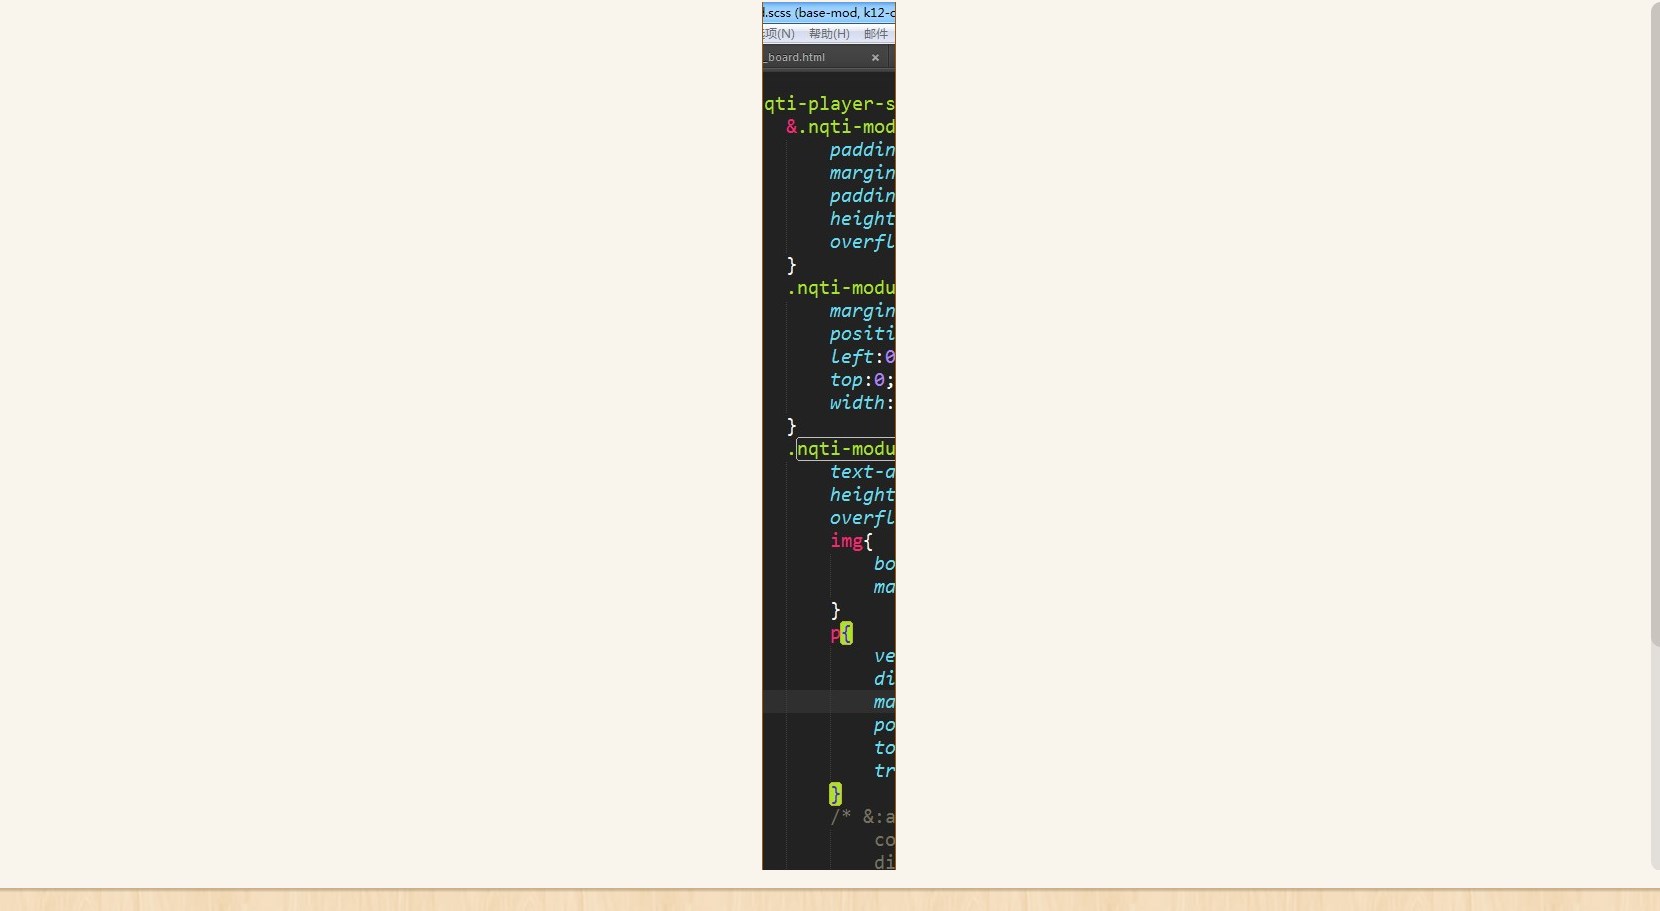 .scss (base-mod, k12-c
项(N) 帮助(H) 邮件
_board.html ×
qti-player-s
&.nqti-mod
paddin
margin
paddin
height
overfl
}
.nqti-modu
margin
positi
left:0
top:0;
width:
}
.nqti-modu
text-a
height
overfl
img{
bo
ma
}
p{
ve
di
ma
po
to
tr
}
/* &:a
co
di